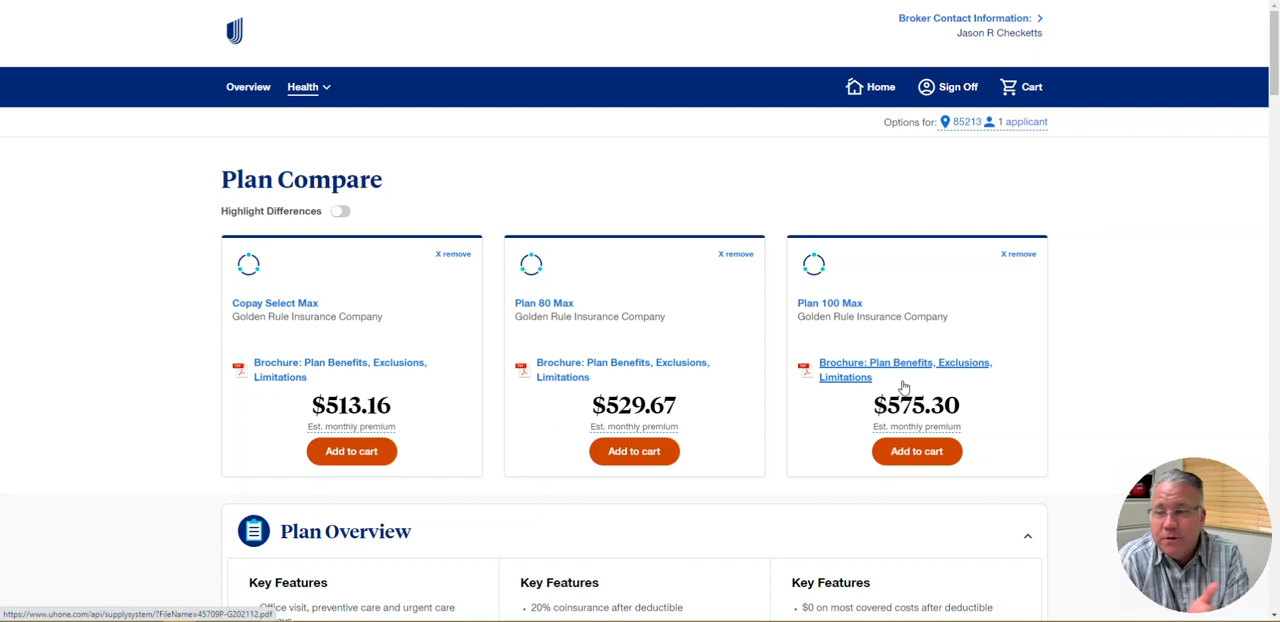 Broker Contact Information:
Jason R Checketts
Overview Health Home Sign Off Cart
Options for: 85213 1 applicant
Plan Compare
Highlight Differences
X remove
Copay Select Max
Golden Rule Insurance Company
Brochure: Plan Benefits, Exclusions,
Limitations
$513.16
Est. monthly premium
Add to cart
X remove
Plan 80 Max
Golden Rule Insurance Company
Brochure: Plan Benefits, Exclusions,
Limitations
$529.67
Est. monthly premium
Add to cart
X remove
Plan 100 Max
Golden Rule Insurance Company
Brochure: Plan Benefits, Exclusions,
Limitations
$575.30
Est. monthly premium
Add to cart
Plan Overview
Key Features
Office visit, preventive care and urgent care
Key Features
• 20% coinsurance after deductible
Key Features
• $0 on most covered costs after deductible
https://www.uhone.com/api/supplysystem/?FileName=45709P-G202112.pdf